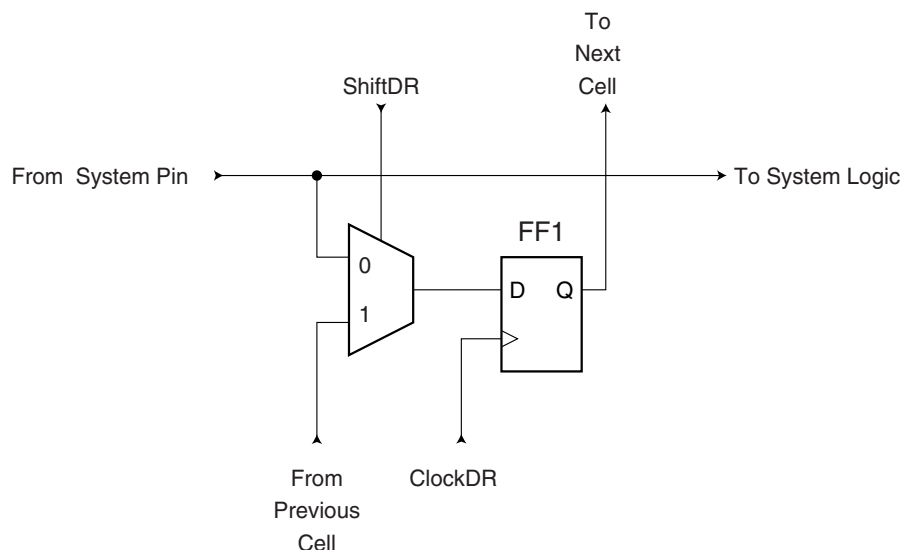 To
Next
Cell
ShiftDR
From System Pin
To System Logic
FF1
0
D Q
1
From
Previous
Cell
ClockDR